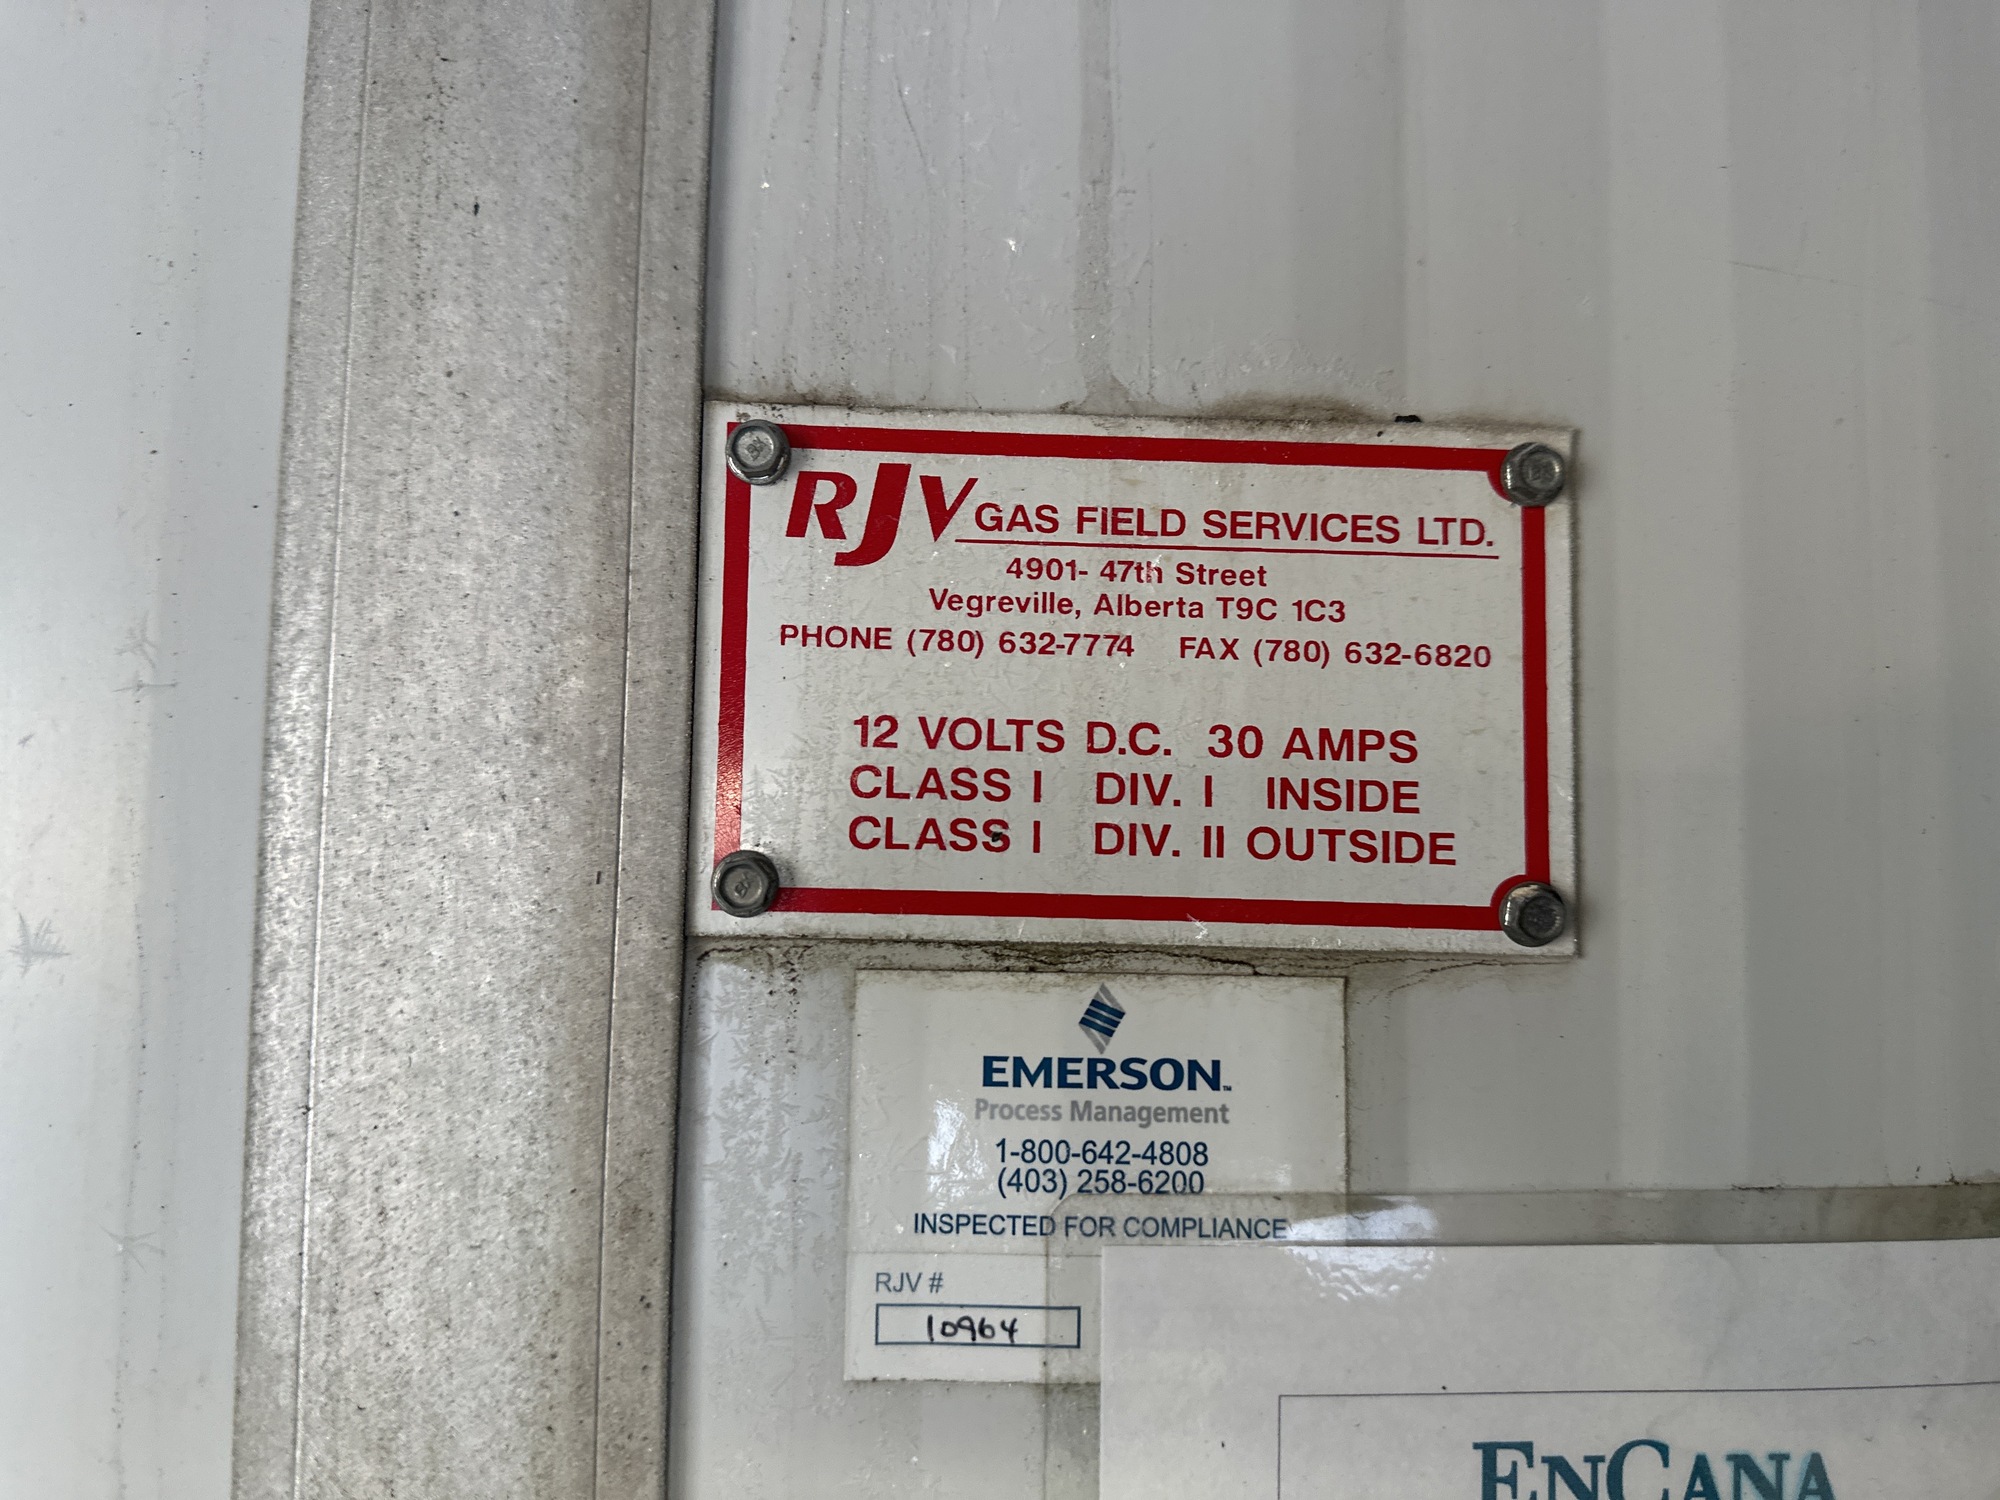 RJV GAS FIELD SERVICES LTD.
4901- 47th Street
Vegreville, Alberta T9C 1C3
PHONE (780) 632-7774 FAX (780) 632-6820
12 VOLTS D.C. 30 AMPS
CLASS I DIV. I INSIDE
CLASS I DIV. II OUTSIDE
EMERSON™
Process Management
1-800-642-4808
(403) 258-6200
INSPECTED FOR COMPLIANCE
RJV #
10964
ENCANA